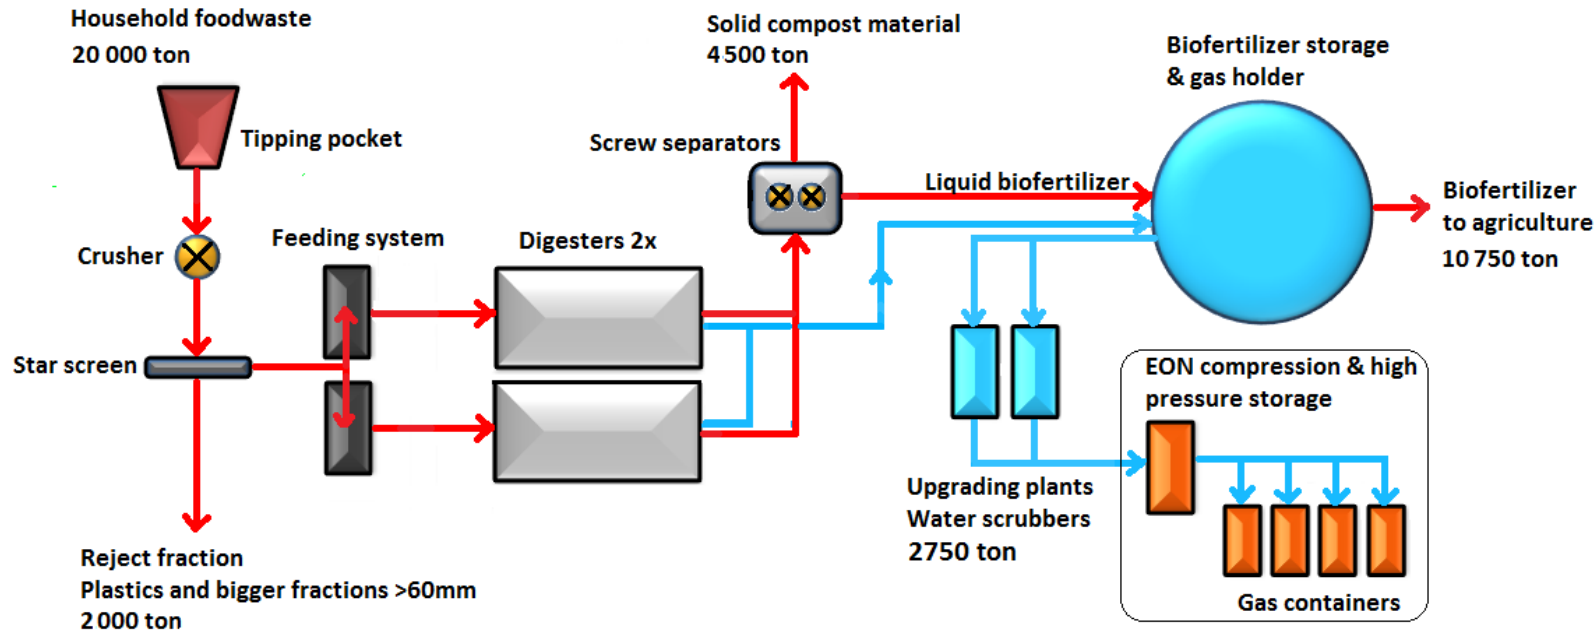 Household foodwaste
20 000 ton
Tipping pocket
Crusher
Star screen
Reject fraction
Plastics and bigger fractions >60mm
2 000 ton
Feeding system
Digesters 2x
Solid compost material
4 500 ton
Screw separators
Liquid biofertilizer
Biofertilizer storage
& gas holder
Biofertilizer
to agriculture
10 750 ton
Upgrading plants
Water scrubbers
2750 ton
EON compression & high
pressure storage
Gas containers